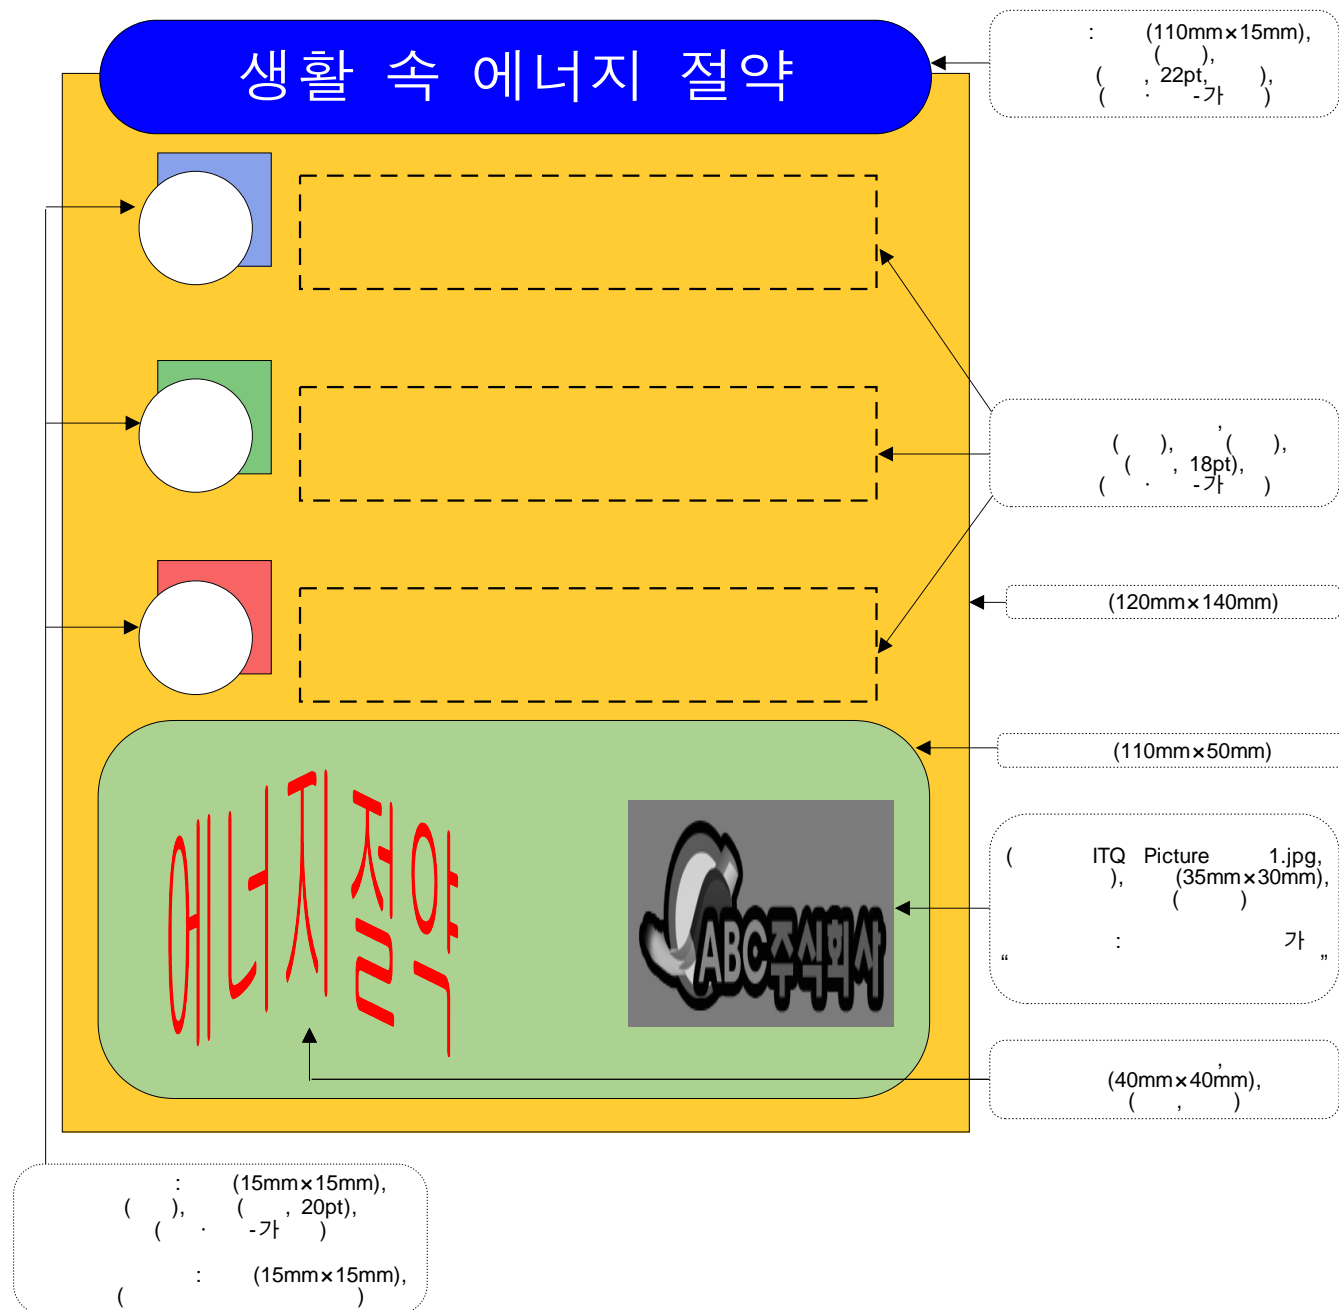 생활 속 에너지 절약
: (110mm×15mm),
( ),
( , 22pt, ),
( · -가 )
,
( ), ( ),
( , 18pt),
( · -가 )
(120mm×140mm)
(110mm×50mm)
( ITQ Picture 1.jpg,
), (35mm×30mm),
( )
: 가
“ ”
에너지절약
ABC주식회사
,
(40mm×40mm),
( , )
: (15mm×15mm),
( ), ( , 20pt),
( · -가 )
: (15mm×15mm),
( )